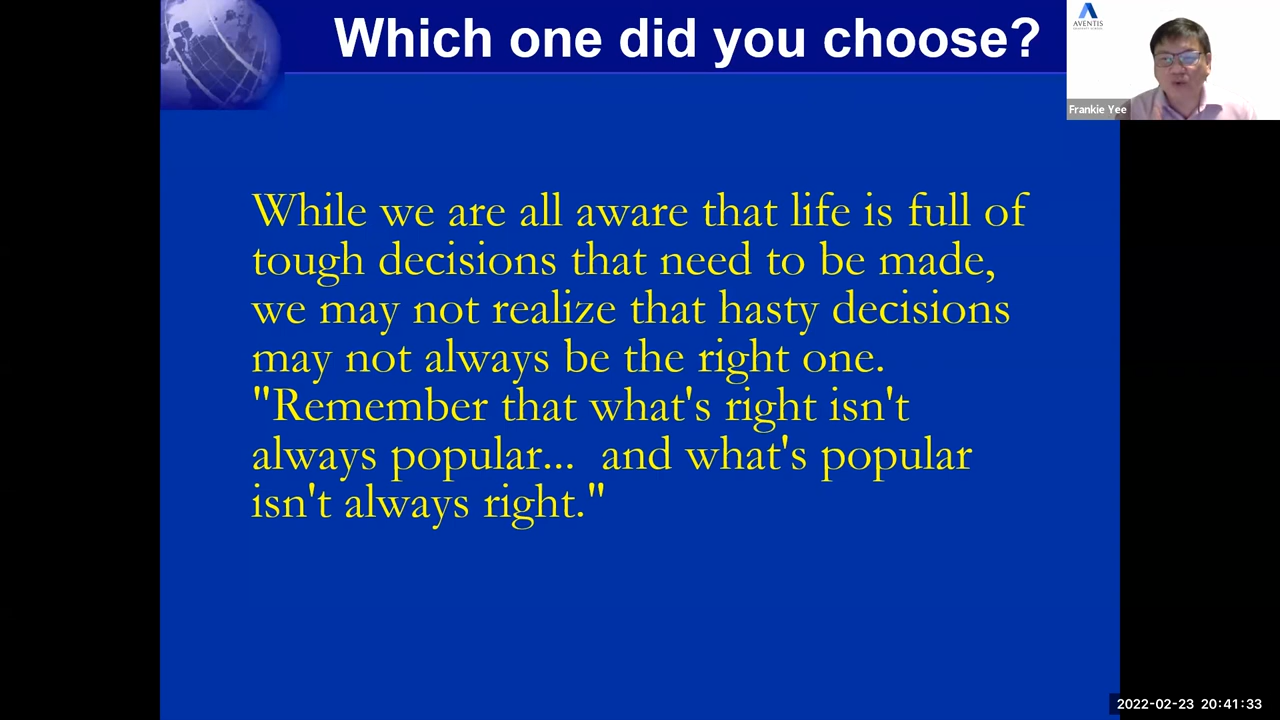 Which one did you choose?
AVENTIS
Frankie Yee
While we are all aware that life is full of
tough decisions that need to be made,
we may not realize that hasty decisions
may not always be the right one.
"Remember that what's right isn't
always popular... and what's popular
isn't always right."
2022-02-23 20:41:33